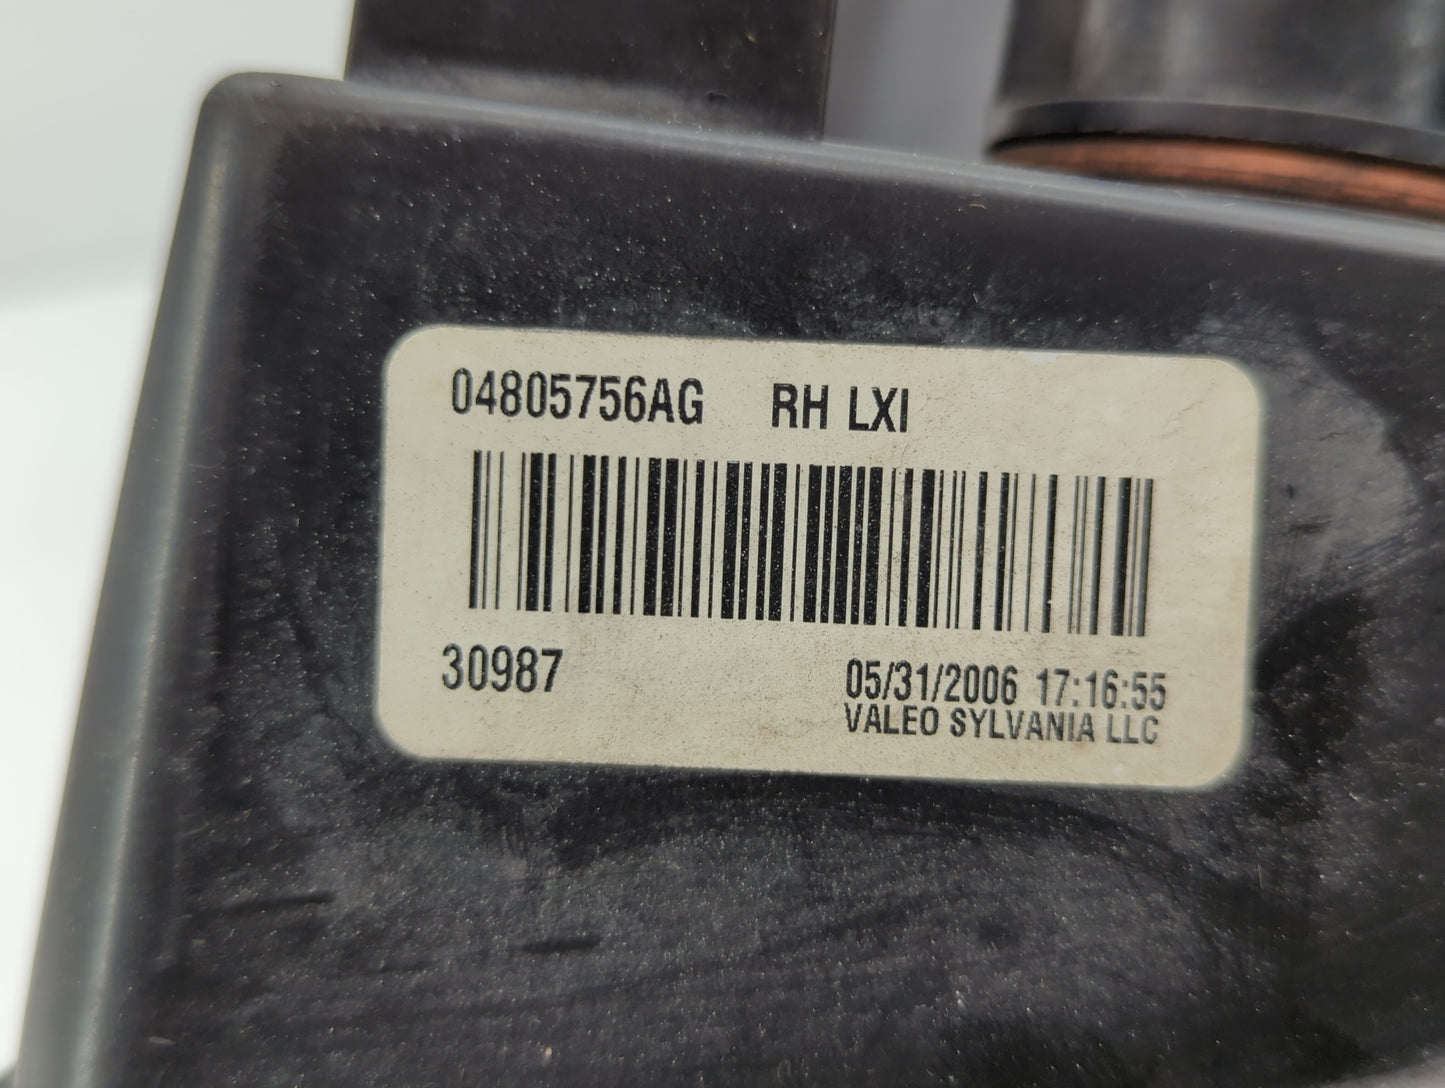 04805756AG RH LXI
30987
05/31/2006 17:16:55
VALEO SYLVANIA LLC